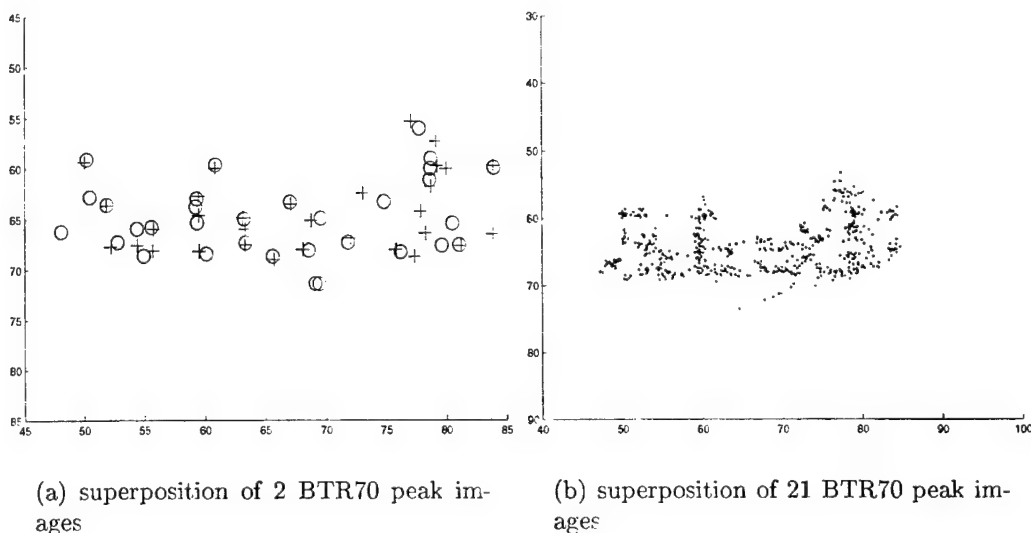 45
50
55
60
65
70
75
80
85
45 50 55 60 65 70 75 80 85
30
40
50
60
70
80
90
40 50 60 70 80 90 100
(a) superposition of 2 BTR70 peak im-
ages
(b) superposition of 21 BTR70 peak im-
ages